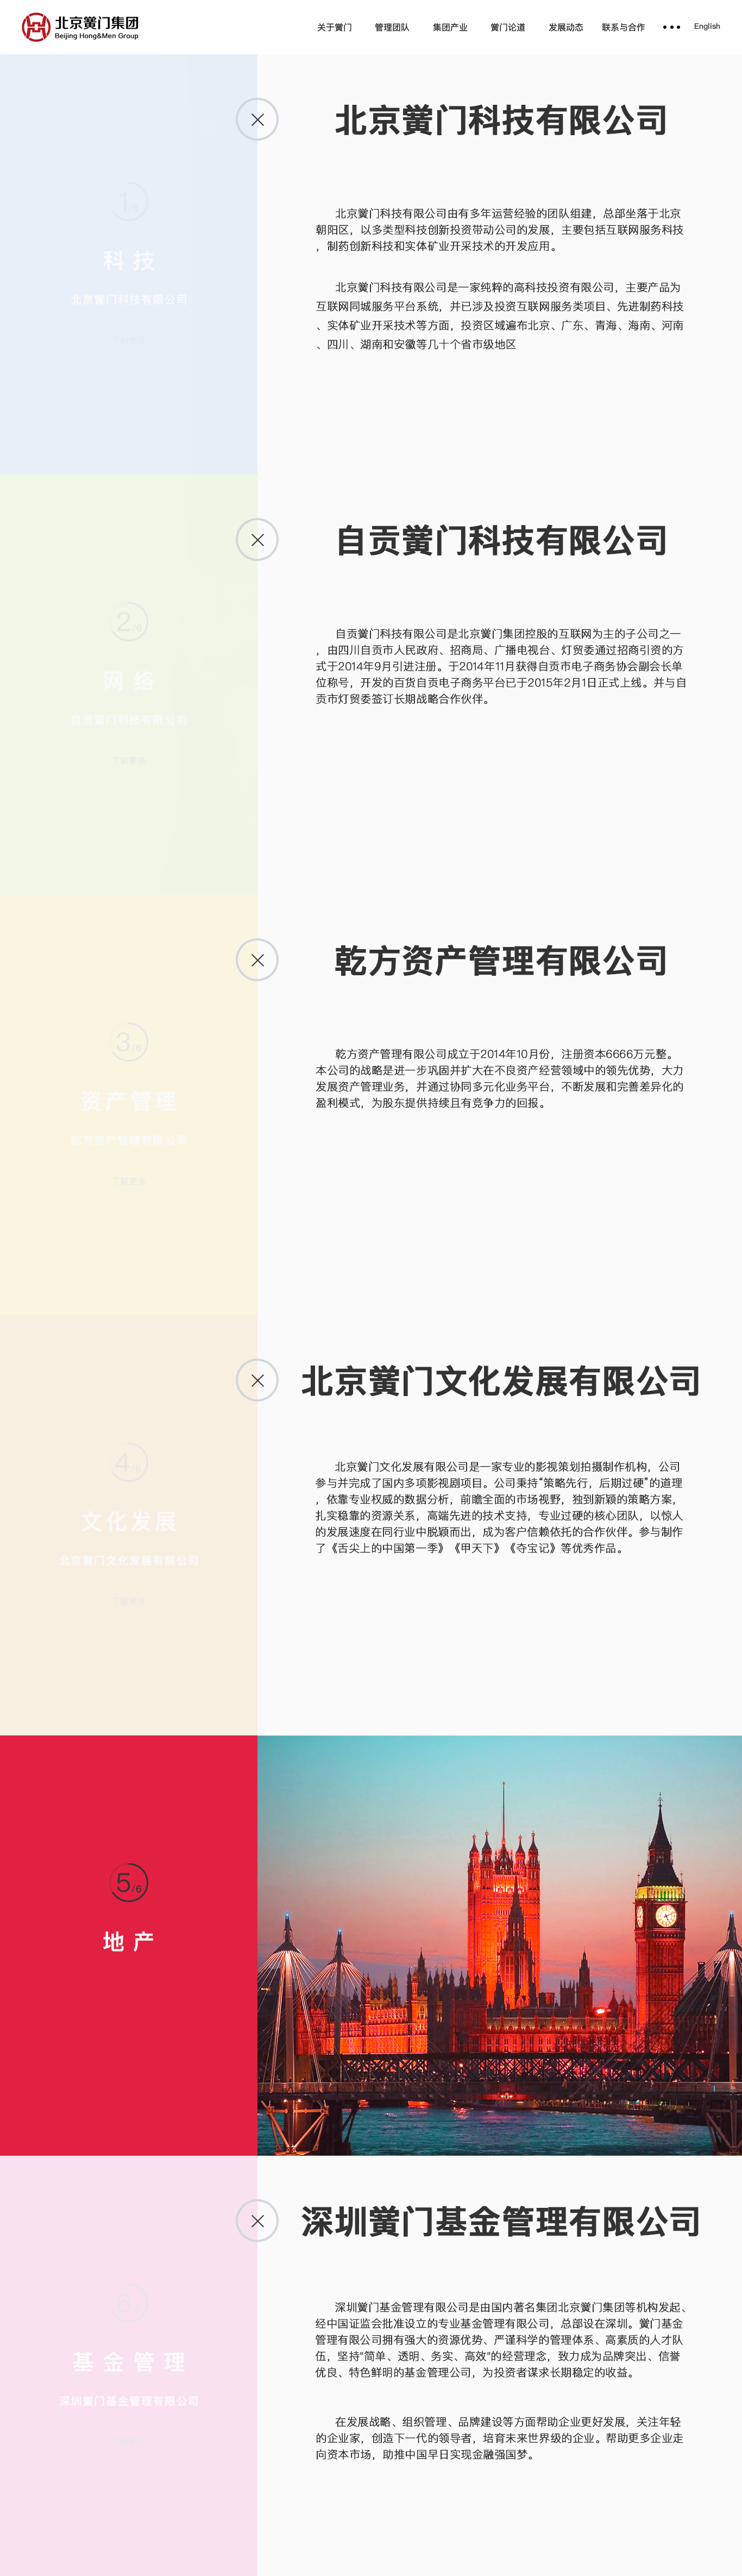 北京黉门集团
Beijing Hong&Men Group
关于黉门 管理团队 集团产业 黉门论道 发展动态 联系与合作 ••• English
北京黉门科技有限公司
1/6
科技
北京黉门科技有限公司
了解更多
北京黉门科技有限公司由有多年运营经验的团队组建，总部坐落于北京
朝阳区，以多类型科技创新投资带动公司的发展，主要包括互联网服务科技
，制药创新科技和实体矿业开采技术的开发应用。
北京黉门科技有限公司是一家纯粹的高科技投资有限公司，主要产品为
互联网同城服务平台系统，并已涉及投资互联网服务类项目、先进制药科技
、实体矿业开采技术等方面，投资区域遍布北京、广东、青海、海南、河南
、四川、湖南和安徽等几十个省市级地区
自贡黉门科技有限公司
2/6
网络
自贡黉门科技有限公司
了解更多
自贡黉门科技有限公司是北京黉门集团控股的互联网为主的子公司之一
，由四川自贡市人民政府、招商局、广播电视台、灯贸委通过招商引资的方
式于2014年9月引进注册。于2014年11月获得自贡市电子商务协会副会长单
位称号，开发的百货自贡电子商务平台已于2015年2月1日正式上线。并与自
贡市灯贸委签订长期战略合作伙伴。
乾方资产管理有限公司
3/6
资产管理
乾方资产管理有限公司
了解更多
乾方资产管理有限公司成立于2014年10月份，注册资本6666万元整。
本公司的战略是进一步巩固并扩大在不良资产经营领域中的领先优势，大力
发展资产管理业务，并通过协同多元化业务平台，不断发展和完善差异化的
盈利模式，为股东提供持续且有竞争力的回报。
北京黉门文化发展有限公司
4/6
文化发展
北京黉门文化发展有限公司
了解更多
北京黉门文化发展有限公司是一家专业的影视策划拍摄制作机构，公司
参与并完成了国内多项影视剧项目。公司秉持“策略先行，后期过硬”的道理
，依靠专业权威的数据分析，前瞻全面的市场视野，独到新颖的策略方案，
扎实稳靠的资源关系，高端先进的技术支持，专业过硬的核心团队，以惊人
的发展速度在同行业中脱颖而出，成为客户信赖依托的合作伙伴。参与制作
了《舌尖上的中国第一季》《甲天下》《夺宝记》等优秀作品。
5/6
地产
深圳黉门基金管理有限公司
6
基金管理
深圳黉门基金管理有限公司
深圳黉门基金管理有限公司是由国内著名集团北京黉门集团等机构发起、
经中国证监会批准设立的专业基金管理有限公司，总部设在深圳。黉门基金
管理有限公司拥有强大的资源优势、严谨科学的管理体系、高素质的人才队
伍，坚持"简单、透明、务实、高效"的经营理念，致力成为品牌突出、信誉
优良、特色鲜明的基金管理公司，为投资者谋求长期稳定的收益。
在发展战略、组织管理、品牌建设等方面帮助企业更好发展，关注年轻
的企业家，创造下一代的领导者，培育未来世界级的企业。帮助更多企业走
向资本市场，助推中国早日实现金融强国梦。